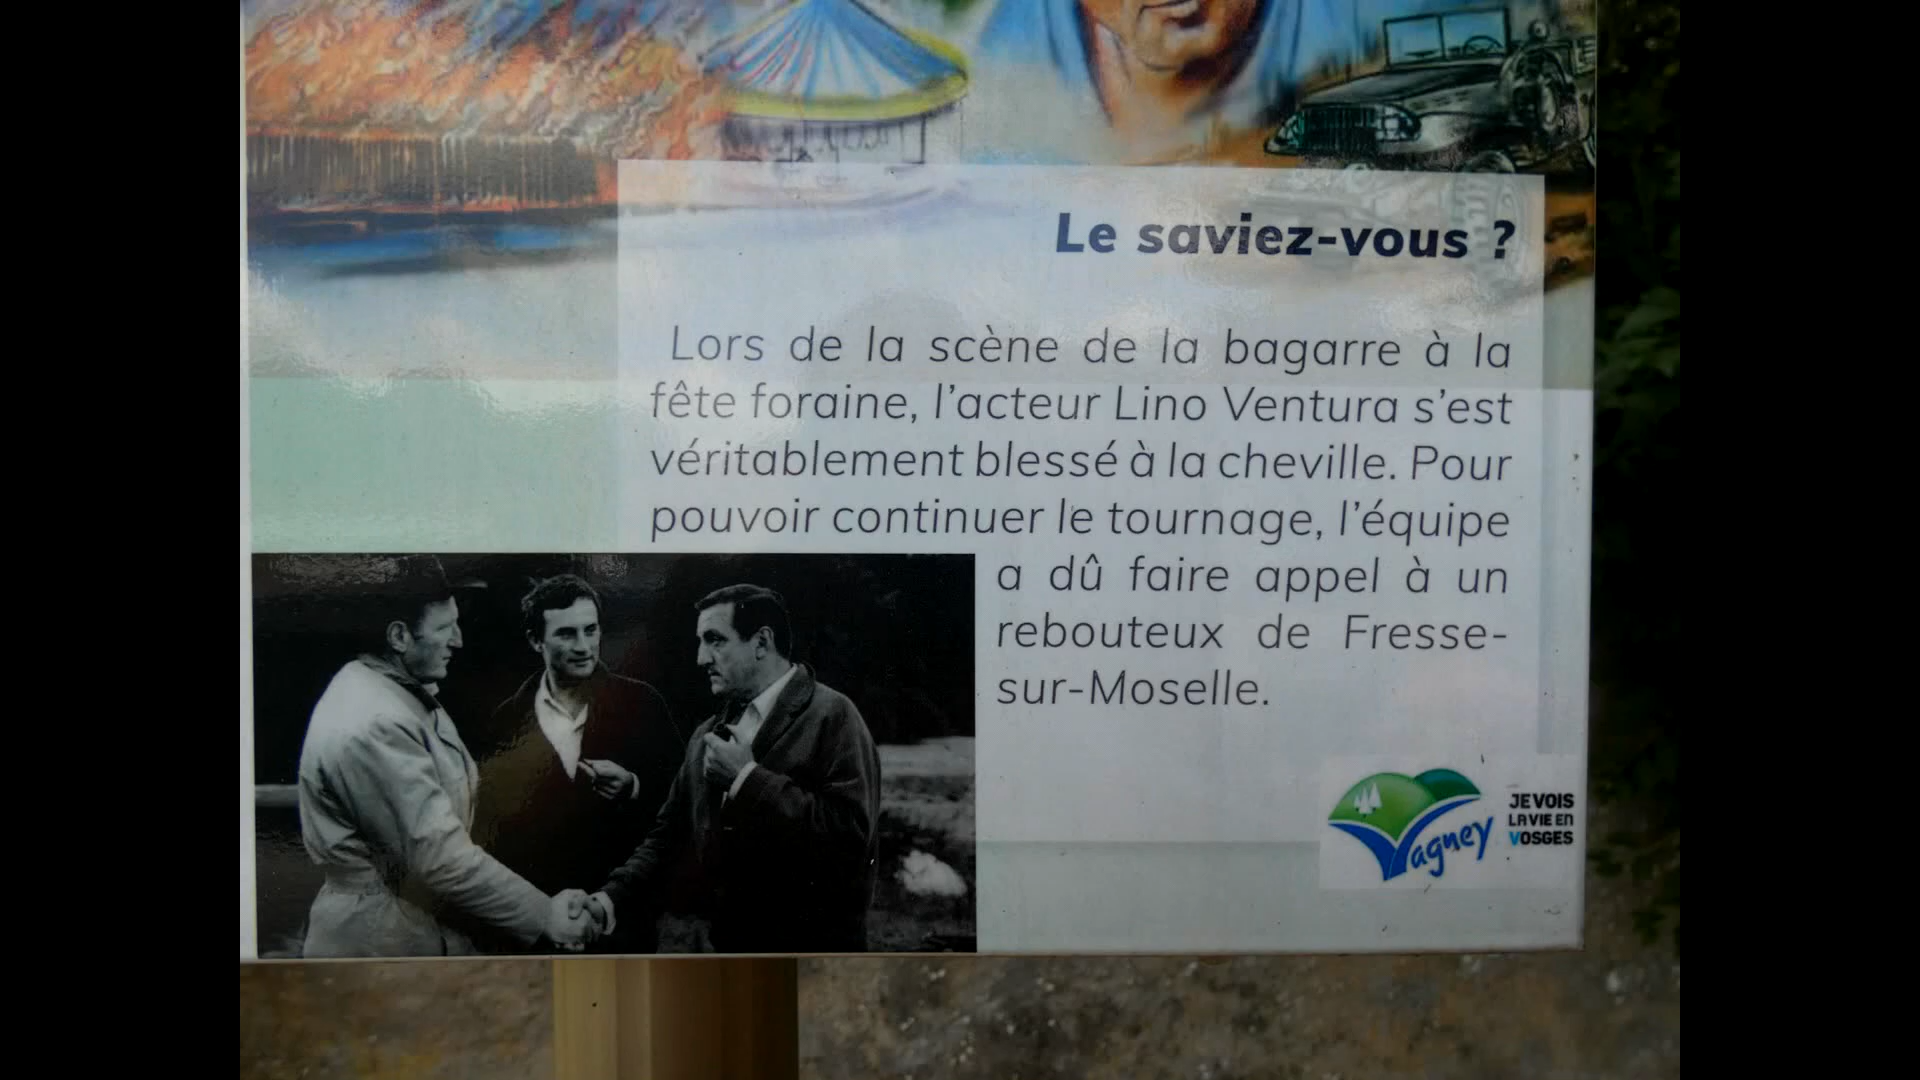 Le saviez-vous ?
Lors de la scène de la bagarre à la
fête foraine, l'acteur Lino Ventura s'est
véritablement blessé à la cheville. Pour
pouvoir continuer le tournage, l'équipe
a dû faire appel à un
rebouteux de Fresse-
sur-Moselle.
Vagney
JE VOIS
LA VIE EN
VOSGES